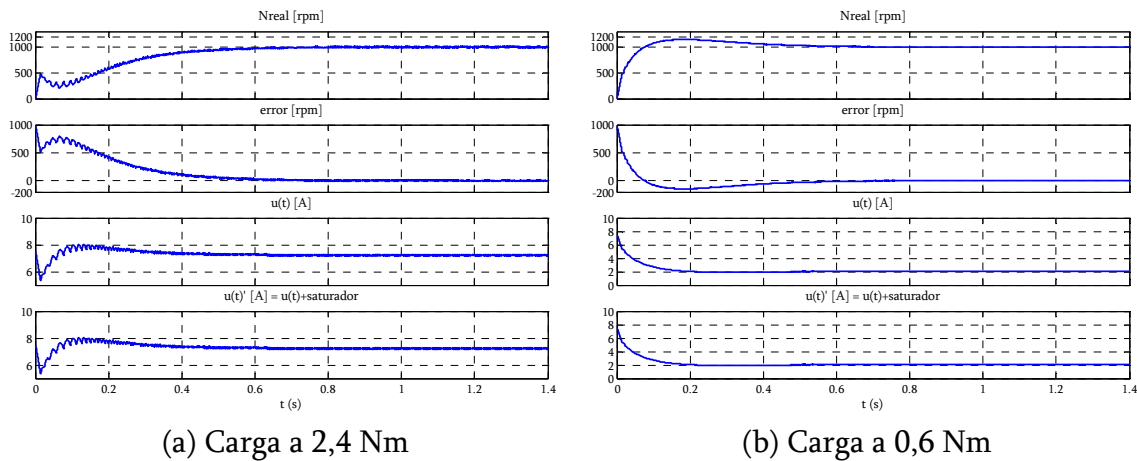 Nreal [rpm]
1200
1000
500
0
error [rpm]
1000
500
0
-200
u(t) [A]
10
8
6
u(t)' [A] = u(t)+saturador
10
8
6
0 0.2 0.4 0.6 0.8 1 1.2 1.4
t (s)
(a) Carga a 2,4 Nm
Nreal [rpm]
1200
1000
500
0
error [rpm]
1000
500
0
-200
u(t) [A]
10
8
6
4
2
0
u(t)' [A] = u(t)+saturador
10
8
6
4
2
0
0 0.2 0.4 0.6 0.8 1 1.2 1.4
t (s)
(b) Carga a 0,6 Nm